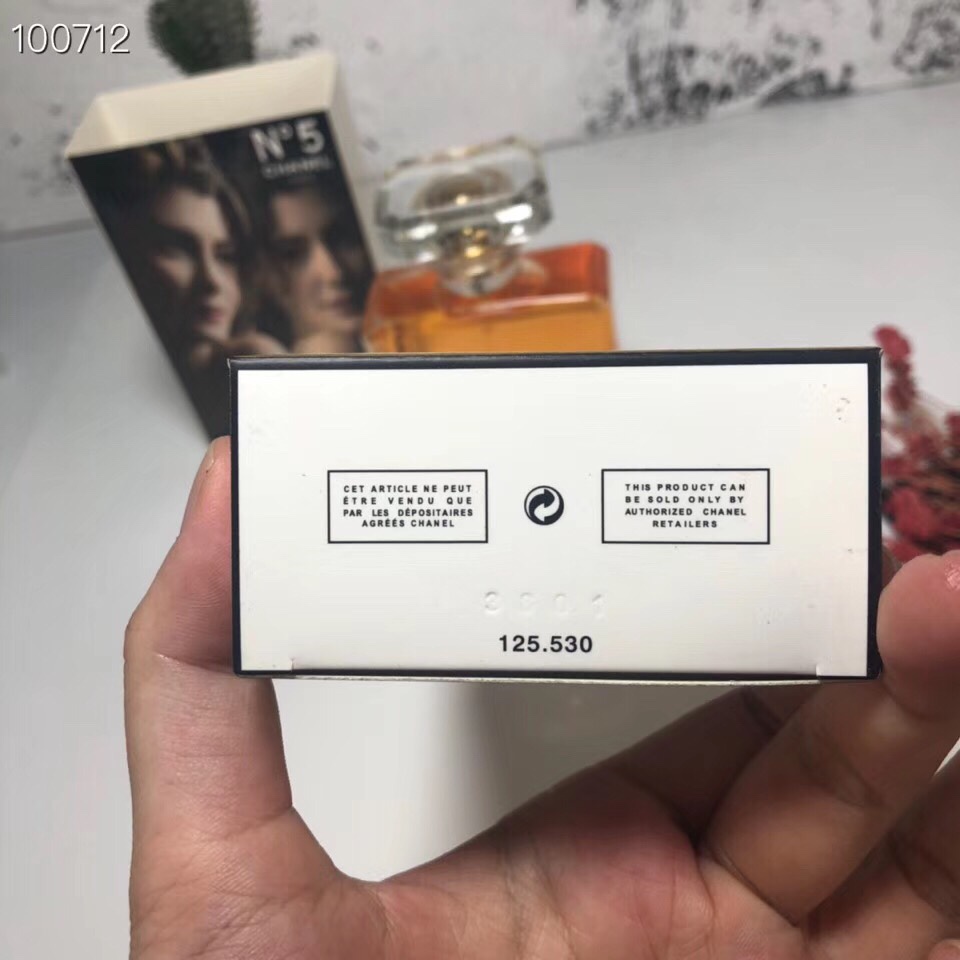 100712
N°5
CHANEL
CET ARTICLE NE PEUT
ÊTRE VENDU QUE
PAR LES DÉPOSITAIRES
AGRÉÉS CHANEL
THIS PRODUCT CAN
BE SOLD ONLY BY
AUTHORIZED CHANEL
RETAILERS
125.530